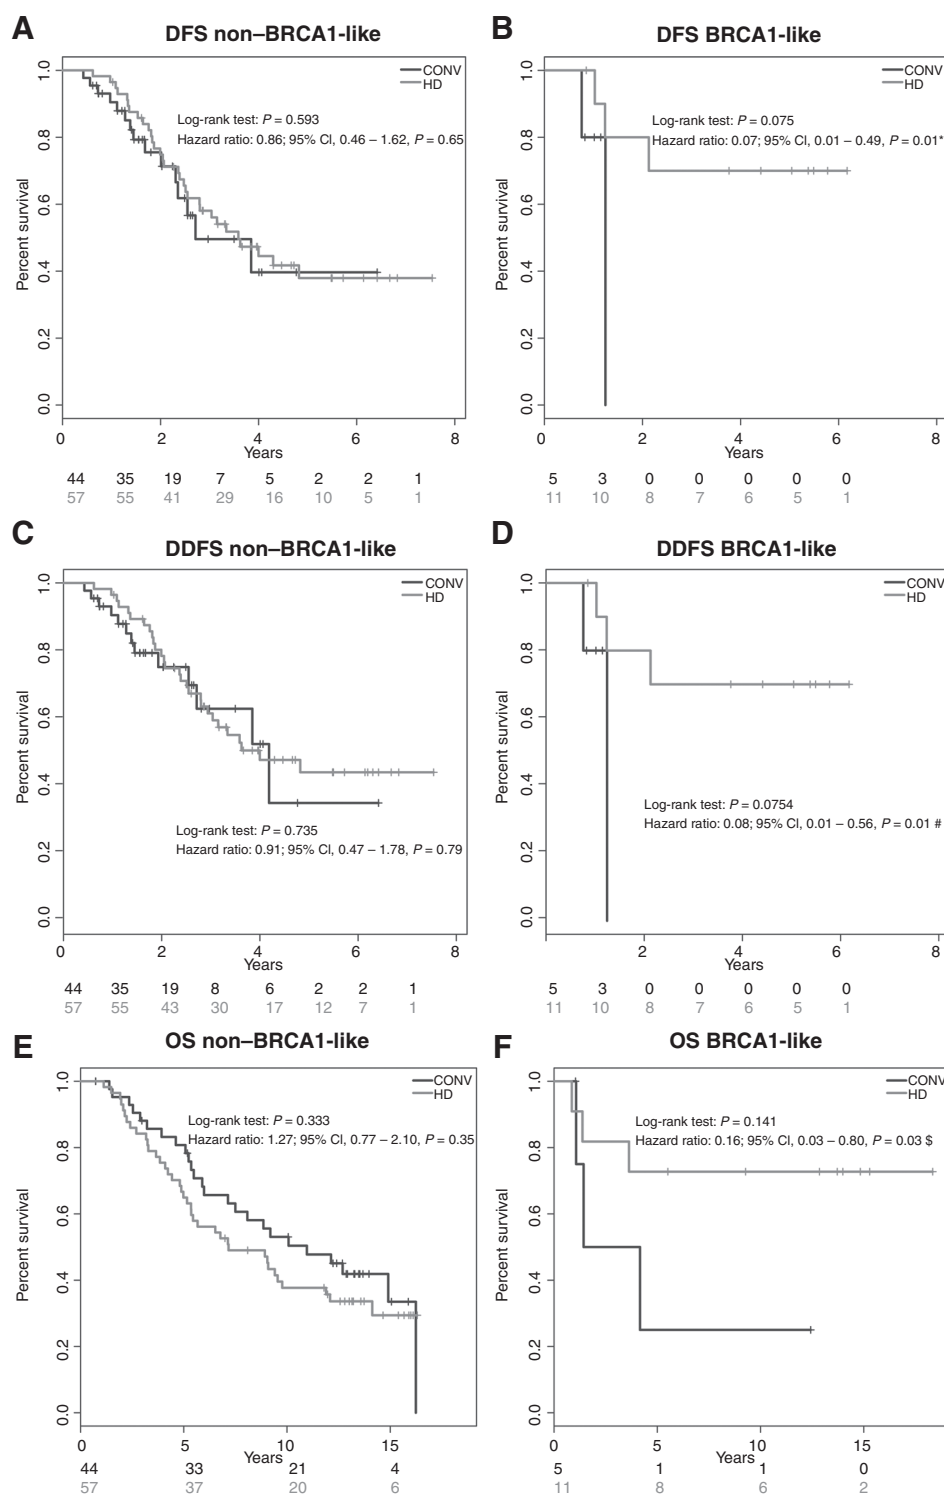 A
DFS non–BRCA1-like
CONV
HD
Log-rank test: P = 0.593
Hazard ratio: 0.86; 95% CI, 0.46 – 1.62, P = 0.65
Percent survival
1.0
0.8
0.6
0.4
0.2
0.0
0 2 4 6 8
Years
44 35 19 7 5 2 2 1
57 55 41 29 16 10 5 1
B
DFS BRCA1-like
CONV
HD
Log-rank test: P = 0.075
Hazard ratio: 0.07; 95% CI, 0.01 – 0.49, P = 0.01*
Percent survival
1.0
0.8
0.6
0.4
0.2
0.0
0 2 4 6 8
Years
5 3 0 0 0 0 0
11 10 8 7 6 5 1
C
DDFS non–BRCA1-like
CONV
HD
Percent survival
1.0
0.8
0.6
0.4
0.2
0.0
Log-rank test: P = 0.735
Hazard ratio: 0.91; 95% CI, 0.47 – 1.78, P = 0.79
0 2 4 6 8
Years
44 35 19 8 6 2 2 1
57 55 43 30 17 12 7 1
D
DDFS BRCA1-like
CONV
HD
Percent survival
1.0
0.8
0.6
0.4
0.2
0.0
Log-rank test: P = 0.0754
Hazard ratio: 0.08; 95% CI, 0.01 – 0.56, P = 0.01 #
0 2 4 6 8
Years
5 3 0 0 0 0 0
11 10 8 7 6 5 1
E
OS non–BRCA1-like
CONV
HD
Log-rank test: P = 0.333
Hazard ratio: 1.27; 95% CI, 0.77 – 2.10, P = 0.35
Percent survival
1.0
0.8
0.6
0.4
0.2
0.0
0 5 10 15
Years
44 33 21 4
57 37 20 6
F
OS BRCA1-like
CONV
HD
Log-rank test: P = 0.141
Hazard ratio: 0.16; 95% CI, 0.03 – 0.80, P = 0.03 $
Percent survival
1.0
0.8
0.6
0.4
0.2
0.0
0 5 10 15
Years
5 1 1 0
11 8 6 2